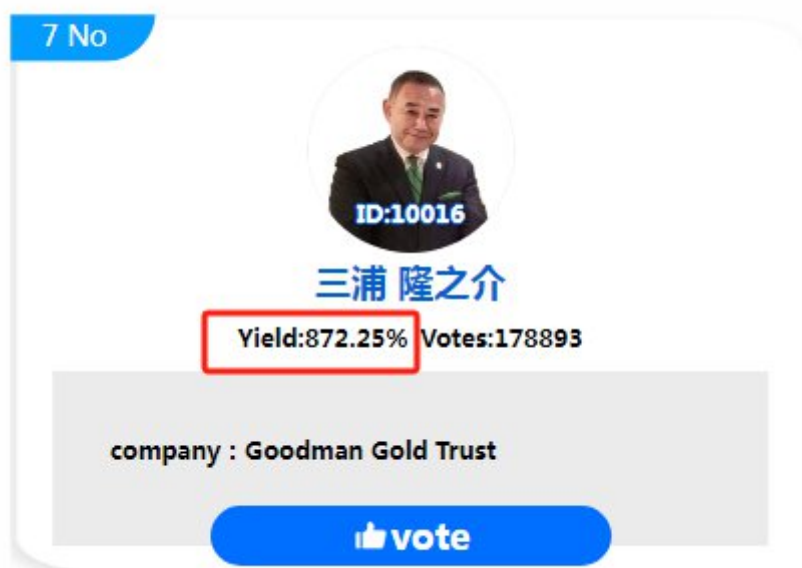 7 No
ID:10016
三浦 隆之介
Yield:872.25% Votes:178893
company : Goodman Gold Trust
vote